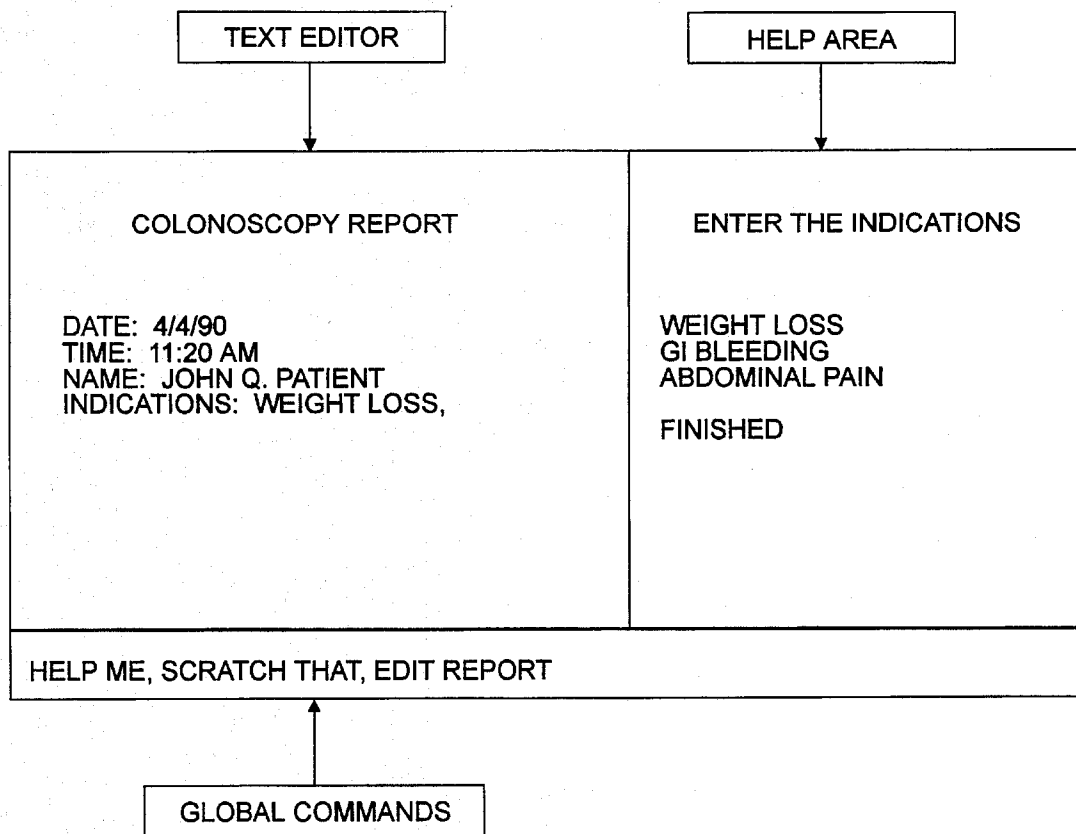 TEXT EDITOR
HELP AREA
COLONOSCOPY REPORT
DATE: 4/4/90
TIME: 11:20 AM
NAME: JOHN Q. PATIENT
INDICATIONS: WEIGHT LOSS,
ENTER THE INDICATIONS
WEIGHT LOSS
GI BLEEDING
ABDOMINAL PAIN
FINISHED
HELP ME, SCRATCH THAT, EDIT REPORT
GLOBAL COMMANDS